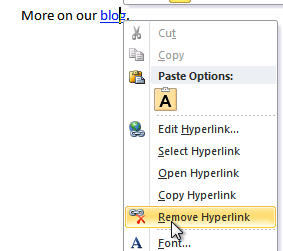 More on our blog.
Cut
Copy
Paste Options:
A
Edit Hyperlink...
Select Hyperlink
Open Hyperlink
Copy Hyperlink
Remove Hyperlink
A Font...